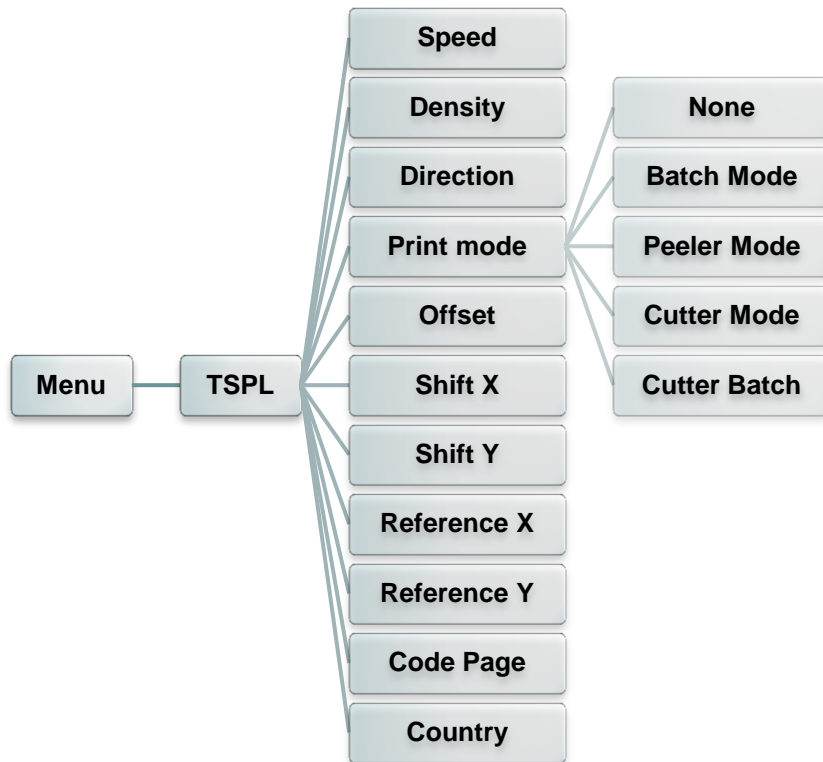 Menu
TSPL
Speed
Density
Direction
Print mode
Offset
Shift X
Shift Y
Reference X
Reference Y
Code Page
Country
None
Batch Mode
Peeler Mode
Cutter Mode
Cutter Batch